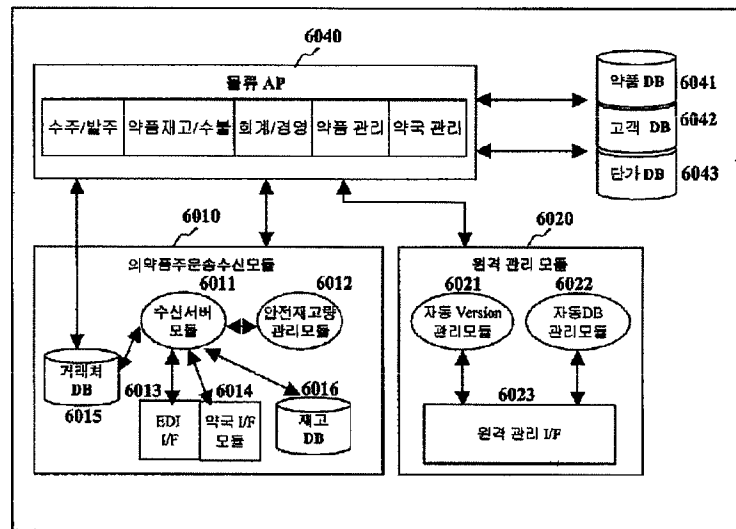 6040
물류 AP
수주/발주 약품재고/수불 회계/경영 약품 관리 약국 관리
약품 DB 6041
고객 DB 6042
단가 DB 6043
6010
의약품주운송수신모듈
6011
수신서버
모듈
6012
안전재고량
관리모듈
거래처
DB
6015
6013
EDI
I/F
6014
약국 I/F
모듈
6016
재고
DB
6020
원격 관리 모듈
6021
자동 Version
관리모듈
6022
자동DB
관리모듈
6023
원격 관리 I/F